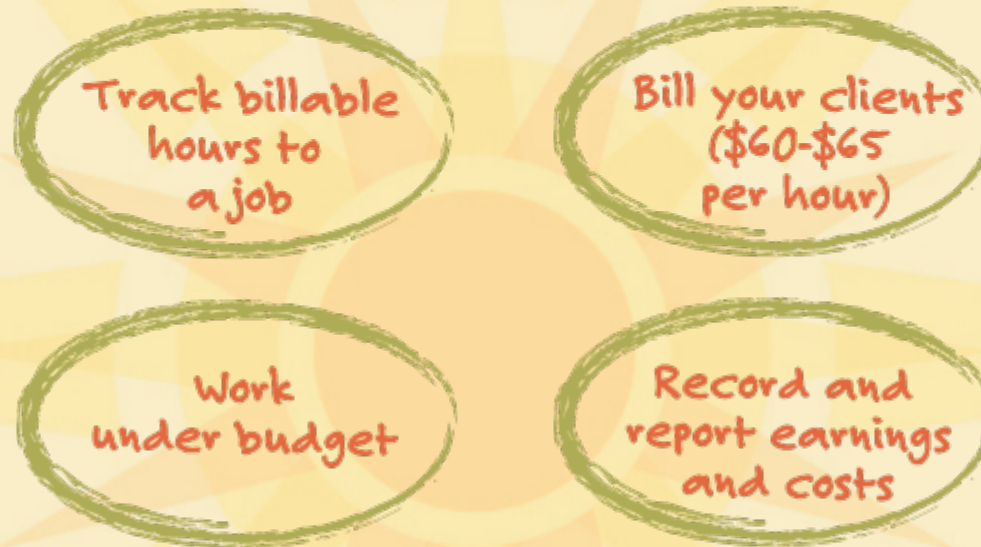 Track billable
hours to
a job
Bill your clients
($60-$65
per hour)
Work
under budget
Record and
report earnings
and costs